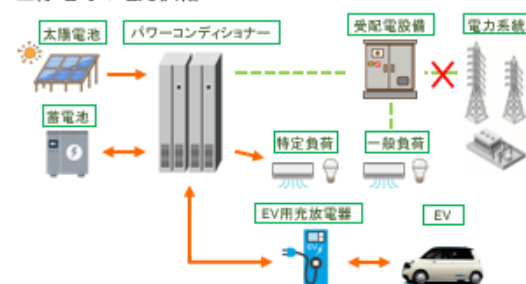 太陽電池
パワーコンディショナー
受配電設備
電力系統
蓄電池
特定負荷
一般負荷
EV用充放電器
EV
EV